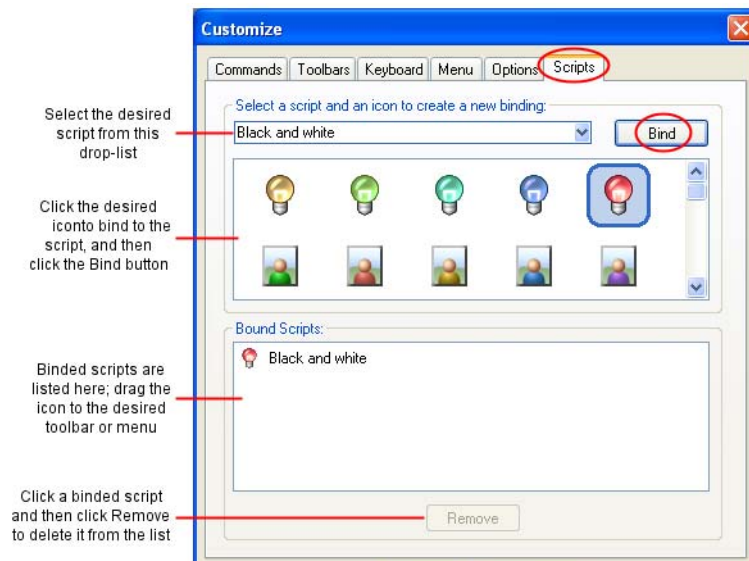 Customize
Commands Toolbars Keyboard Menu Options Scripts
Select a script and an icon to create a new binding:
Black and white
Bind
Select the desired
script from this
drop-list
Click the desired
iconto bind to the
script, and then
click the Bind button
Bound Scripts:
Black and white
Binded scripts are
listed here; drag the
icon to the desired
toolbar or menu
Click a binded script
and then click Remove
to delete it from the list
Remove